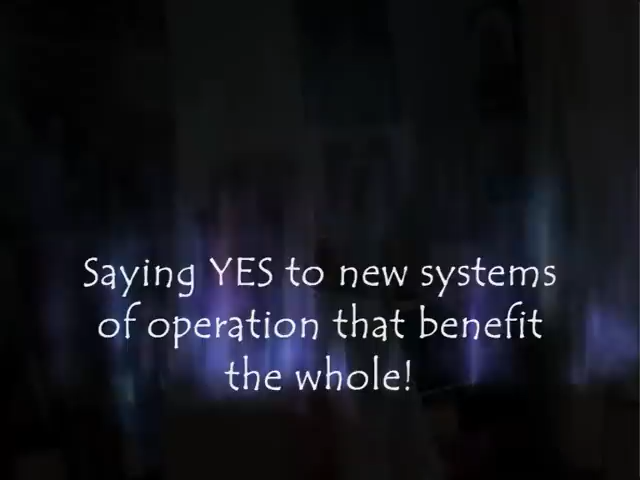 Saying YES to new systems
of operation that benefit
the whole!